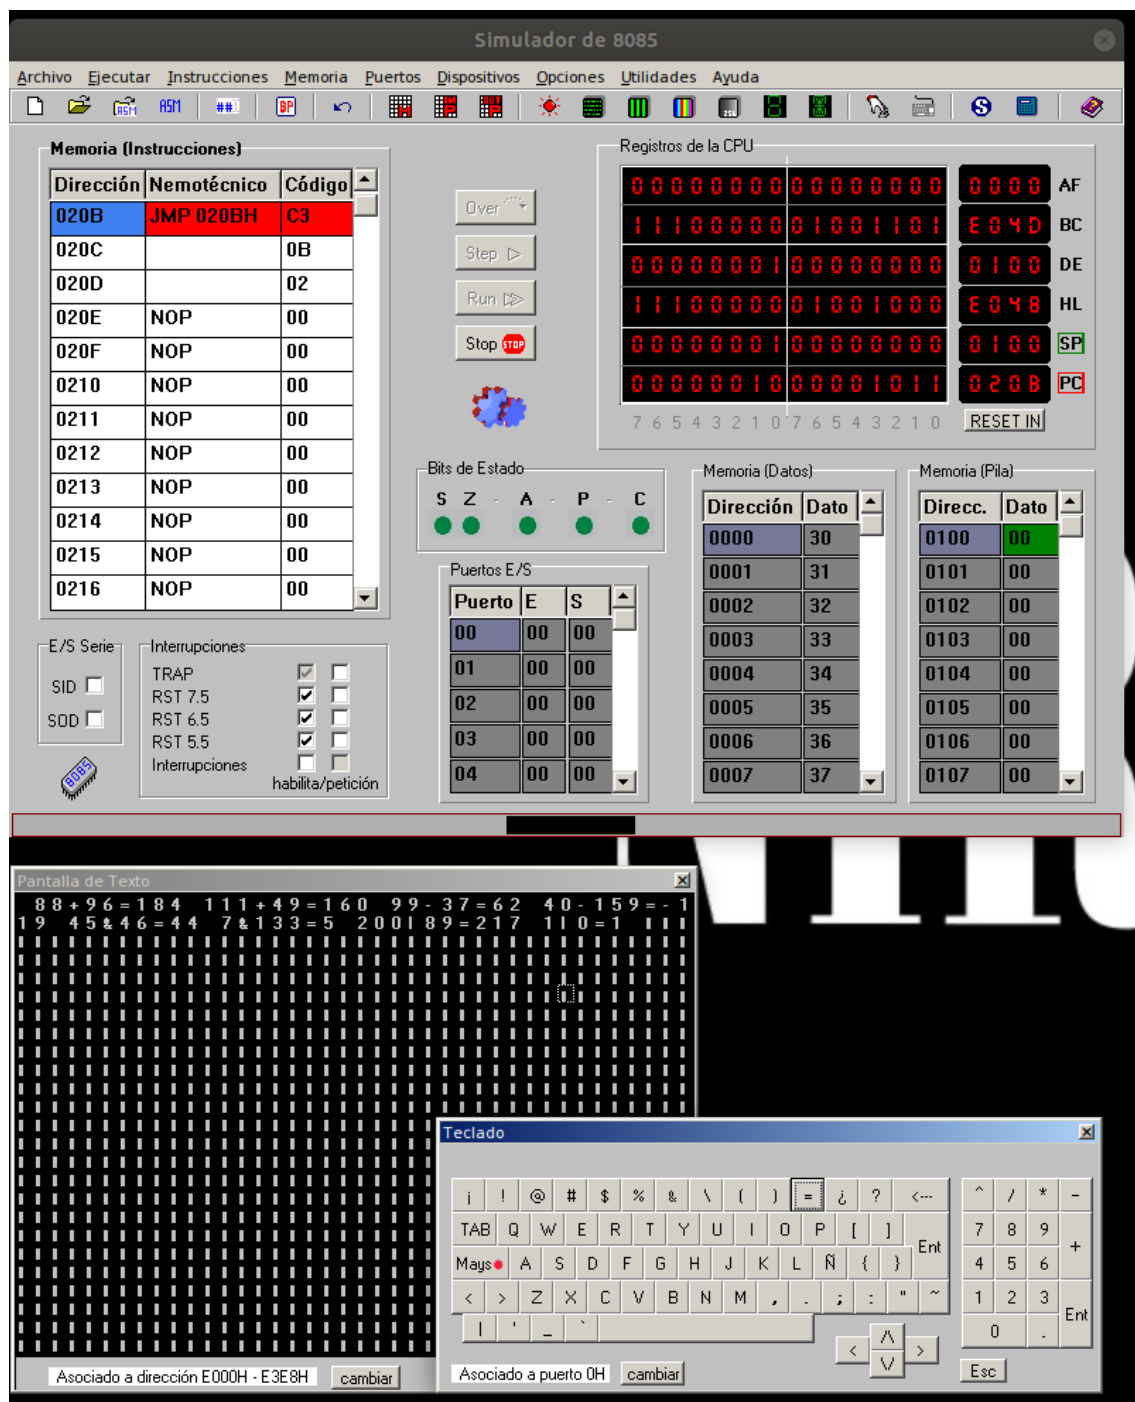 Simulador de 8085
Archivo Ejecutar Instrucciones Memoria Puertos Dispositivos Opciones Utilidades Ayuda
ASM ASM ## BP
Memoria (Instrucciones)
Dirección Nemotécnico Código
020B JMP 020BH C3
020C 0B
020D 02
020E NOP 00
020F NOP 00
0210 NOP 00
0211 NOP 00
0212 NOP 00
0213 NOP 00
0214 NOP 00
0215 NOP 00
0216 NOP 00
Over
Step
Run
Stop STOP
Registros de la CPU
0000000000000000 0000 AF
1110000001001101 E04D BC
0000000100000000 0100 DE
1110000001001000 E048 HL
0000000100000000 0100 SP
0000001000001011 020B PC
7 6 5 4 3 2 1 0 7 6 5 4 3 2 1 0 RESET IN
Bits de Estado
S Z - A - P - C
Puertos E/S
Puerto E S
00 00 00
01 00 00
02 00 00
03 00 00
04 00 00
Memoria (Datos)
Dirección Dato
0000 30
0001 31
0002 32
0003 33
0004 34
0005 35
0006 36
0007 37
Memoria (Pila)
Direcc. Dato
0100 00
0101 00
0102 00
0103 00
0104 00
0105 00
0106 00
0107 00
E/S Serie
SID
SOD
8085
Interrupciones
TRAP
RST 7.5
RST 6.5
RST 5.5
Interrupciones
habilita/petición
Pantalla de Texto
88+96=184 111+49=160 99-37=62 40-159=-1
19 45&46=44 7&133=5 200|89=217 1|0=1
Asociado a dirección E000H - E3E8H cambiar
Teclado
¡ ! @ # $ % & \ ( ) = ¿ ? <--- ^ / * -
TAB Q W E R T Y U I O P [ ] Ent 7 8 9 +
Mays A S D F G H J K L Ñ { } 4 5 6
< > Z X C V B N M , . ; : " ~ 1 2 3 Ent
| ' _ ` 0 .
< /\ \/ >
Asociado a puerto 0H cambiar Esc